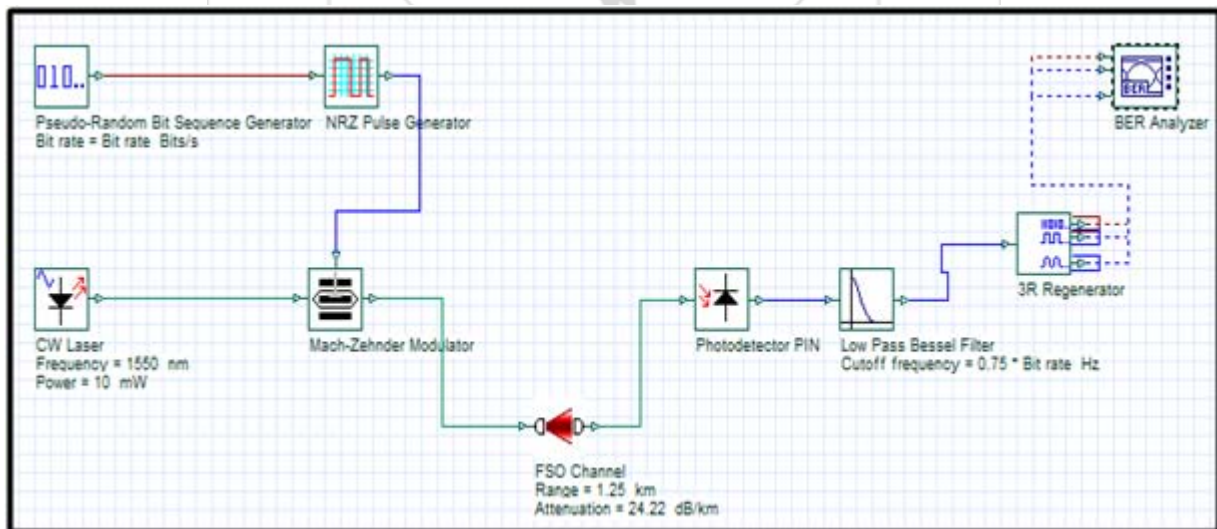 010..
Pseudo-Random Bit Sequence Generator
Bit rate = Bit rate Bits/s
NRZ Pulse Generator
BER
BER Analyzer
3R Regenerator
CW Laser
Frequency = 1550 nm
Power = 10 mW
Mach-Zehnder Modulator
Photodetector PIN
Low Pass Bessel Filter
Cutoff frequency = 0.75 * Bit rate Hz
FSO Channel
Range = 1.25 km
Attenuation = 24.22 dB/km